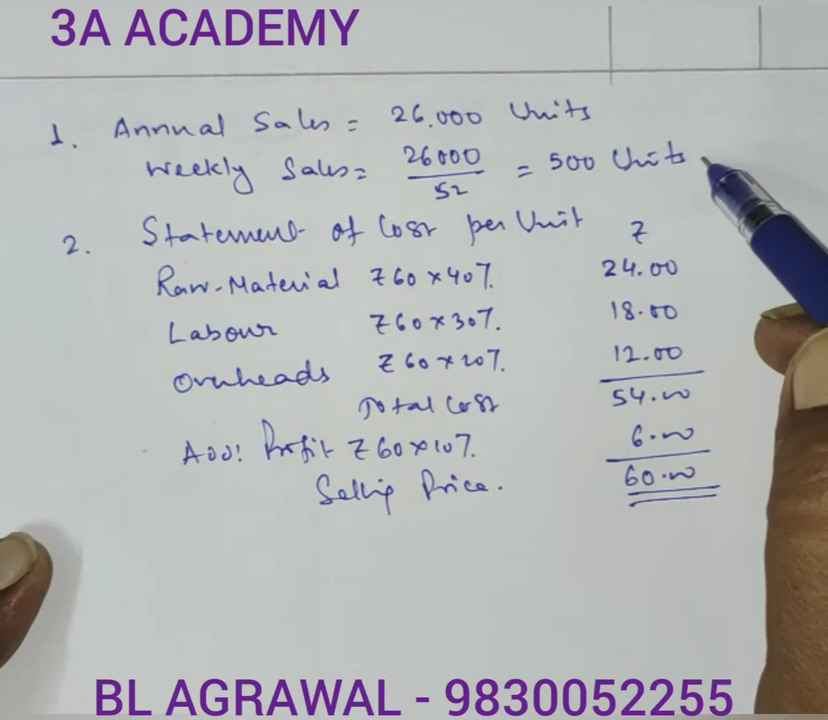 3A ACADEMY
1. Annual Sales = 26,000 Units
Weekly Sales = 26000/52 = 500 Units
2. Statement of Cost per Unit ₹
Raw-Material ₹60×40% 24.00
Labour ₹60×30% 18.00
Overheads ₹60×20% 12.00
Total Cost 54.00
Add: Profit ₹60×10% 6.00
Selling Price. 60.00
BL AGRAWAL - 9830052255